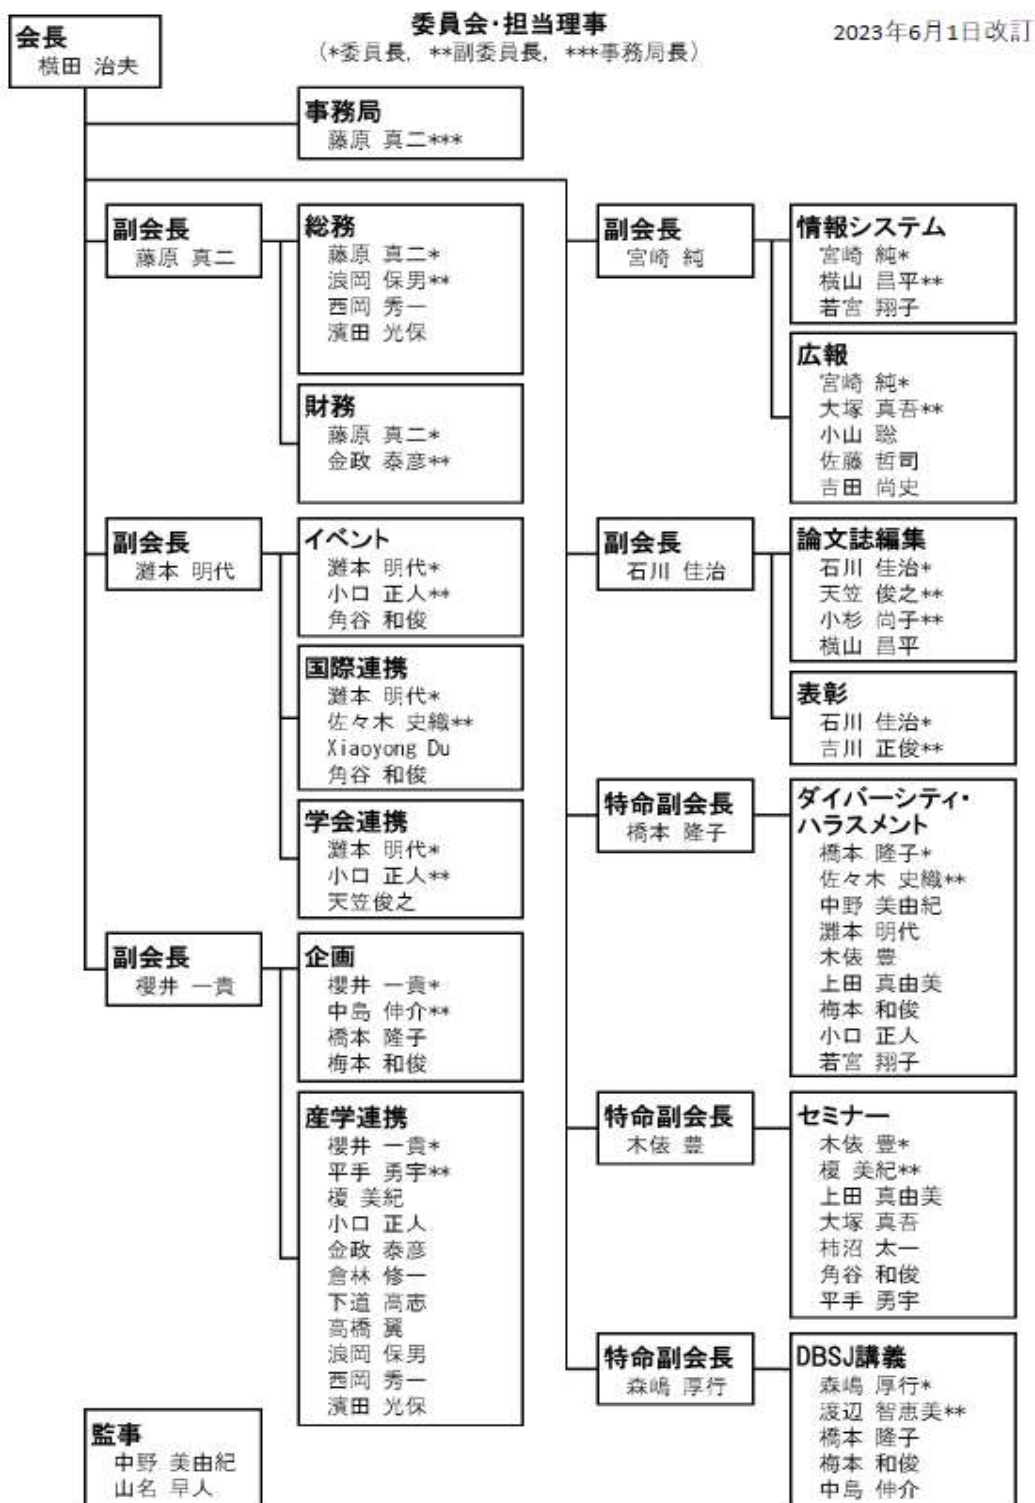 委員会・担当理事
(*委員長, **副委員長, ***事務局長)
2023年6月1日改訂
会長
横田 治夫
事務局
藤原 真二***
副会長
藤原 真二
総務
藤原 真二*
浪岡 保男**
西岡 秀一
濱田 光保
財務
藤原 真二*
金政 泰彦**
副会長
灘本 明代
イベント
灘本 明代*
小口 正人**
角谷 和俊
国際連携
灘本 明代*
佐々木 史織**
Xiaoyong Du
角谷 和俊
学会連携
灘本 明代*
小口 正人**
天笠俊之
副会長
櫻井 一貴
企画
櫻井 一貴*
中島 伸介**
橋本 隆子
梅本 和俊
産学連携
櫻井 一貴*
平手 勇宇**
榎 美紀
小口 正人
金政 泰彦
倉林 修一
下道 高志
高橋 翼
浪岡 保男
西岡 秀一
濱田 光保
監事
中野 美由紀
山名 早人
副会長
宮崎 純
情報システム
宮崎 純*
横山 昌平**
若宮 翔子
広報
宮崎 純*
大塚 真吾**
小山 聡
佐藤 哲司
吉田 尚史
副会長
石川 佳治
論文誌編集
石川 佳治*
天笠 俊之**
小杉 尚子**
横山 昌平
表彰
石川 佳治*
吉川 正俊**
特命副会長
橋本 隆子
ダイバーシティ・
ハラスメント
橋本 隆子*
佐々木 史織**
中野 美由紀
灘本 明代
木俵 豊
上田 真由美
梅本 和俊
小口 正人
若宮 翔子
特命副会長
木俵 豊
セミナー
木俵 豊*
榎 美紀**
上田 真由美
大塚 真吾
柿沼 太一
角谷 和俊
平手 勇宇
特命副会長
森嶋 厚行
DBSJ講義
森嶋 厚行*
渡辺 智恵美**
橋本 隆子
梅本 和俊
中島 伸介